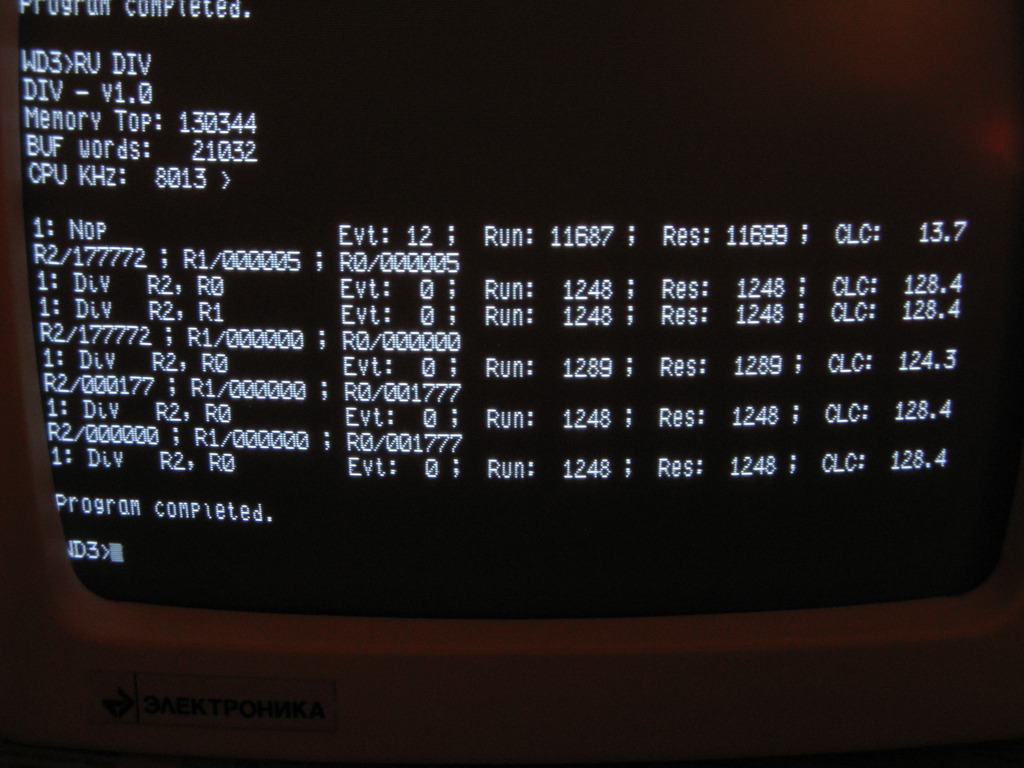 Program completed.
WD3>RU DIV
DIV - v1.0
Memory Top: 130344
BUF words: 21032
CPU KHz: 8013 >
1: Nop Evt: 12 ; Run: 11687 ; Res: 11699 ; CLC: 13.7
R2/177772 ; R1/000005 ; R0/000005
1: Div R2, R0 Evt: 0 ; Run: 1248 ; Res: 1248 ; CLC: 128.4
1: Div R2, R1 Evt: 0 ; Run: 1248 ; Res: 1248 ; CLC: 128.4
R2/177772 ; R1/000000 ; R0/000000
1: Div R2, R0 Evt: 0 ; Run: 1289 ; Res: 1289 ; CLC: 124.3
R2/000177 ; R1/000000 ; R0/001777
1: Div R2, R0 Evt: 0 ; Run: 1248 ; Res: 1248 ; CLC: 128.4
R2/000000 ; R1/000000 ; R0/001777
1: Div R2, R0 Evt: 0 ; Run: 1248 ; Res: 1248 ; CLC: 128.4
Program completed.
WD3>
ЭЛЕКТРОНИКА